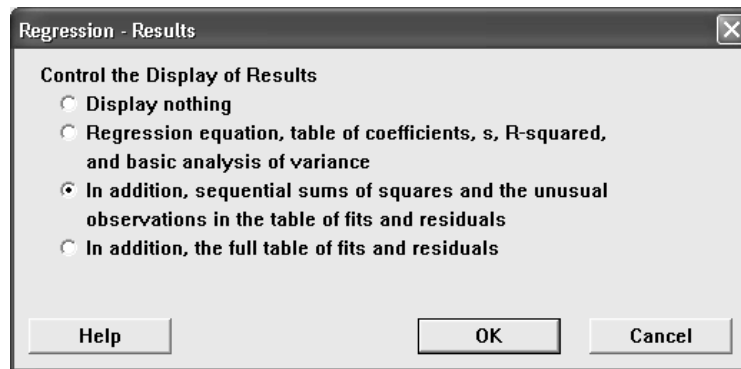 Regression - Results
Control the Display of Results
Display nothing
Regression equation, table of coefficients, s, R-squared,
and basic analysis of variance
In addition, sequential sums of squares and the unusual
observations in the table of fits and residuals
In addition, the full table of fits and residuals
Help
OK
Cancel